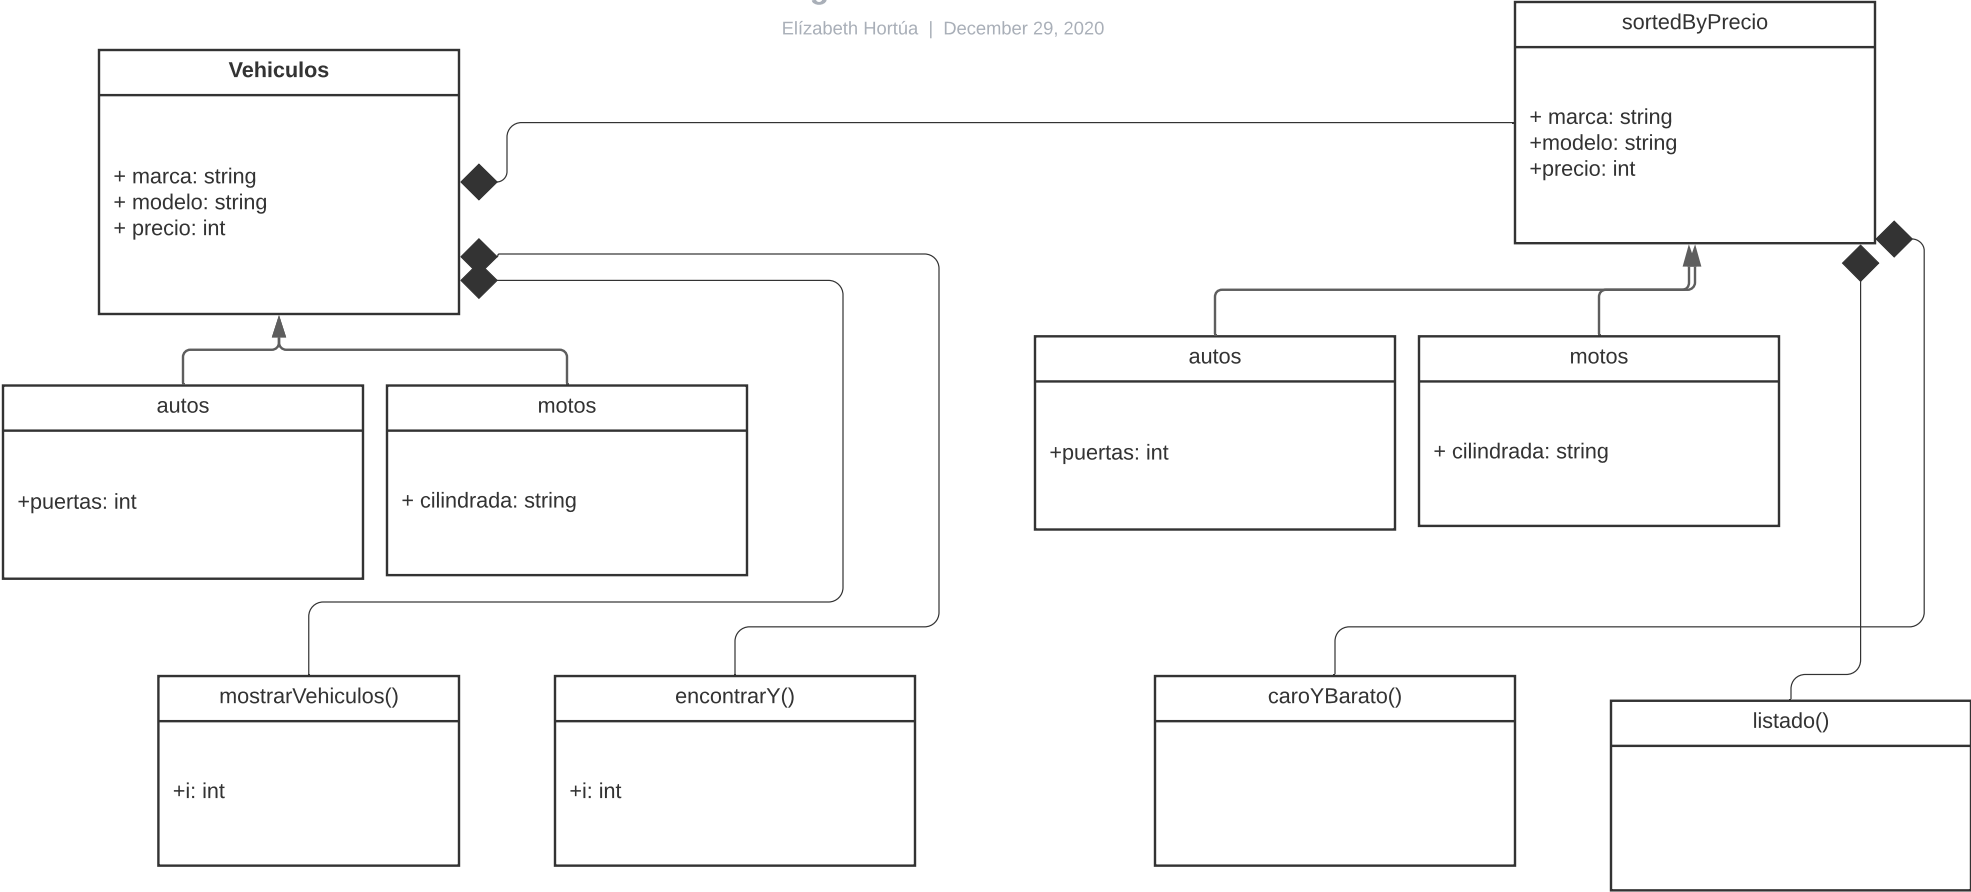 Elízabeth Hortúa | December 29, 2020
Vehiculos
+ marca: string
+ modelo: string
+ precio: int
sortedByPrecio
+ marca: string
+modelo: string
+precio: int
autos
+puertas: int
motos
+ cilindrada: string
autos
+puertas: int
motos
+ cilindrada: string
mostrarVehiculos()
+i: int
encontrarY()
+i: int
caroYBarato()
listado()